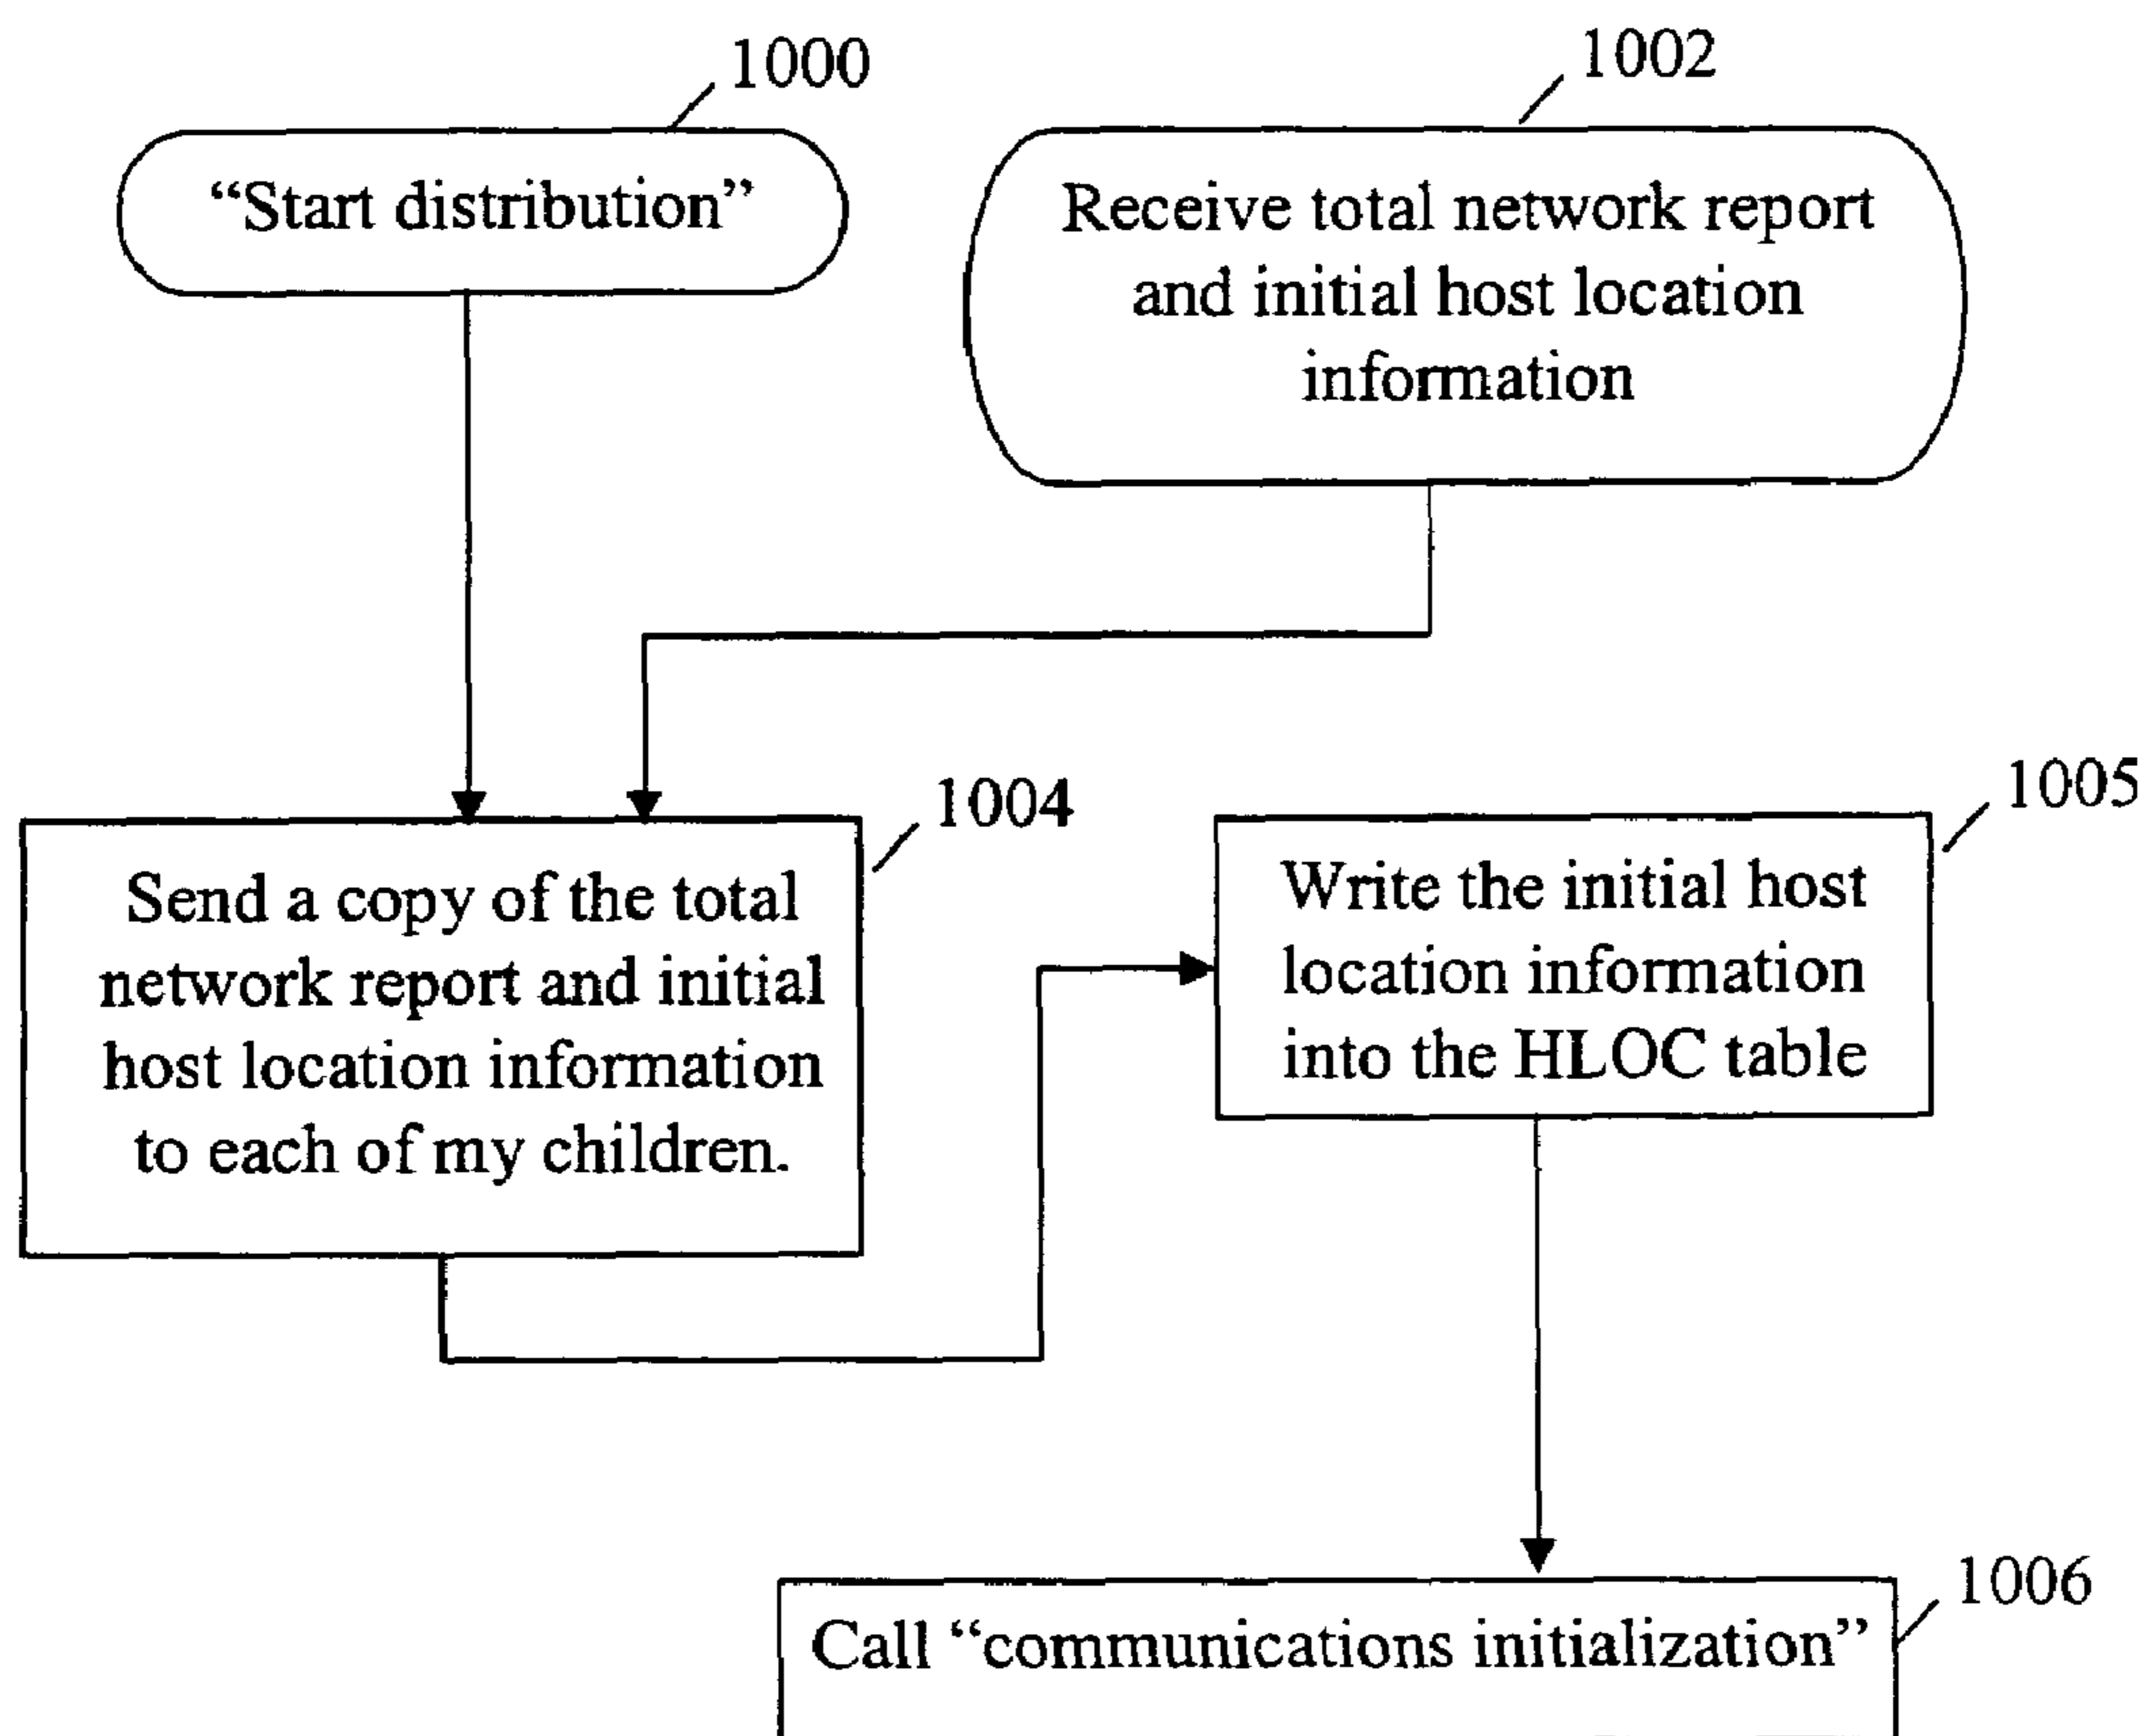 1000
“Start distribution”
1002
Receive total network report
and initial host location
information
1004
Send a copy of the total
network report and initial
host location information
to each of my children.
1005
Write the initial host
location information
into the HLOC table
1006
Call “communications initialization”